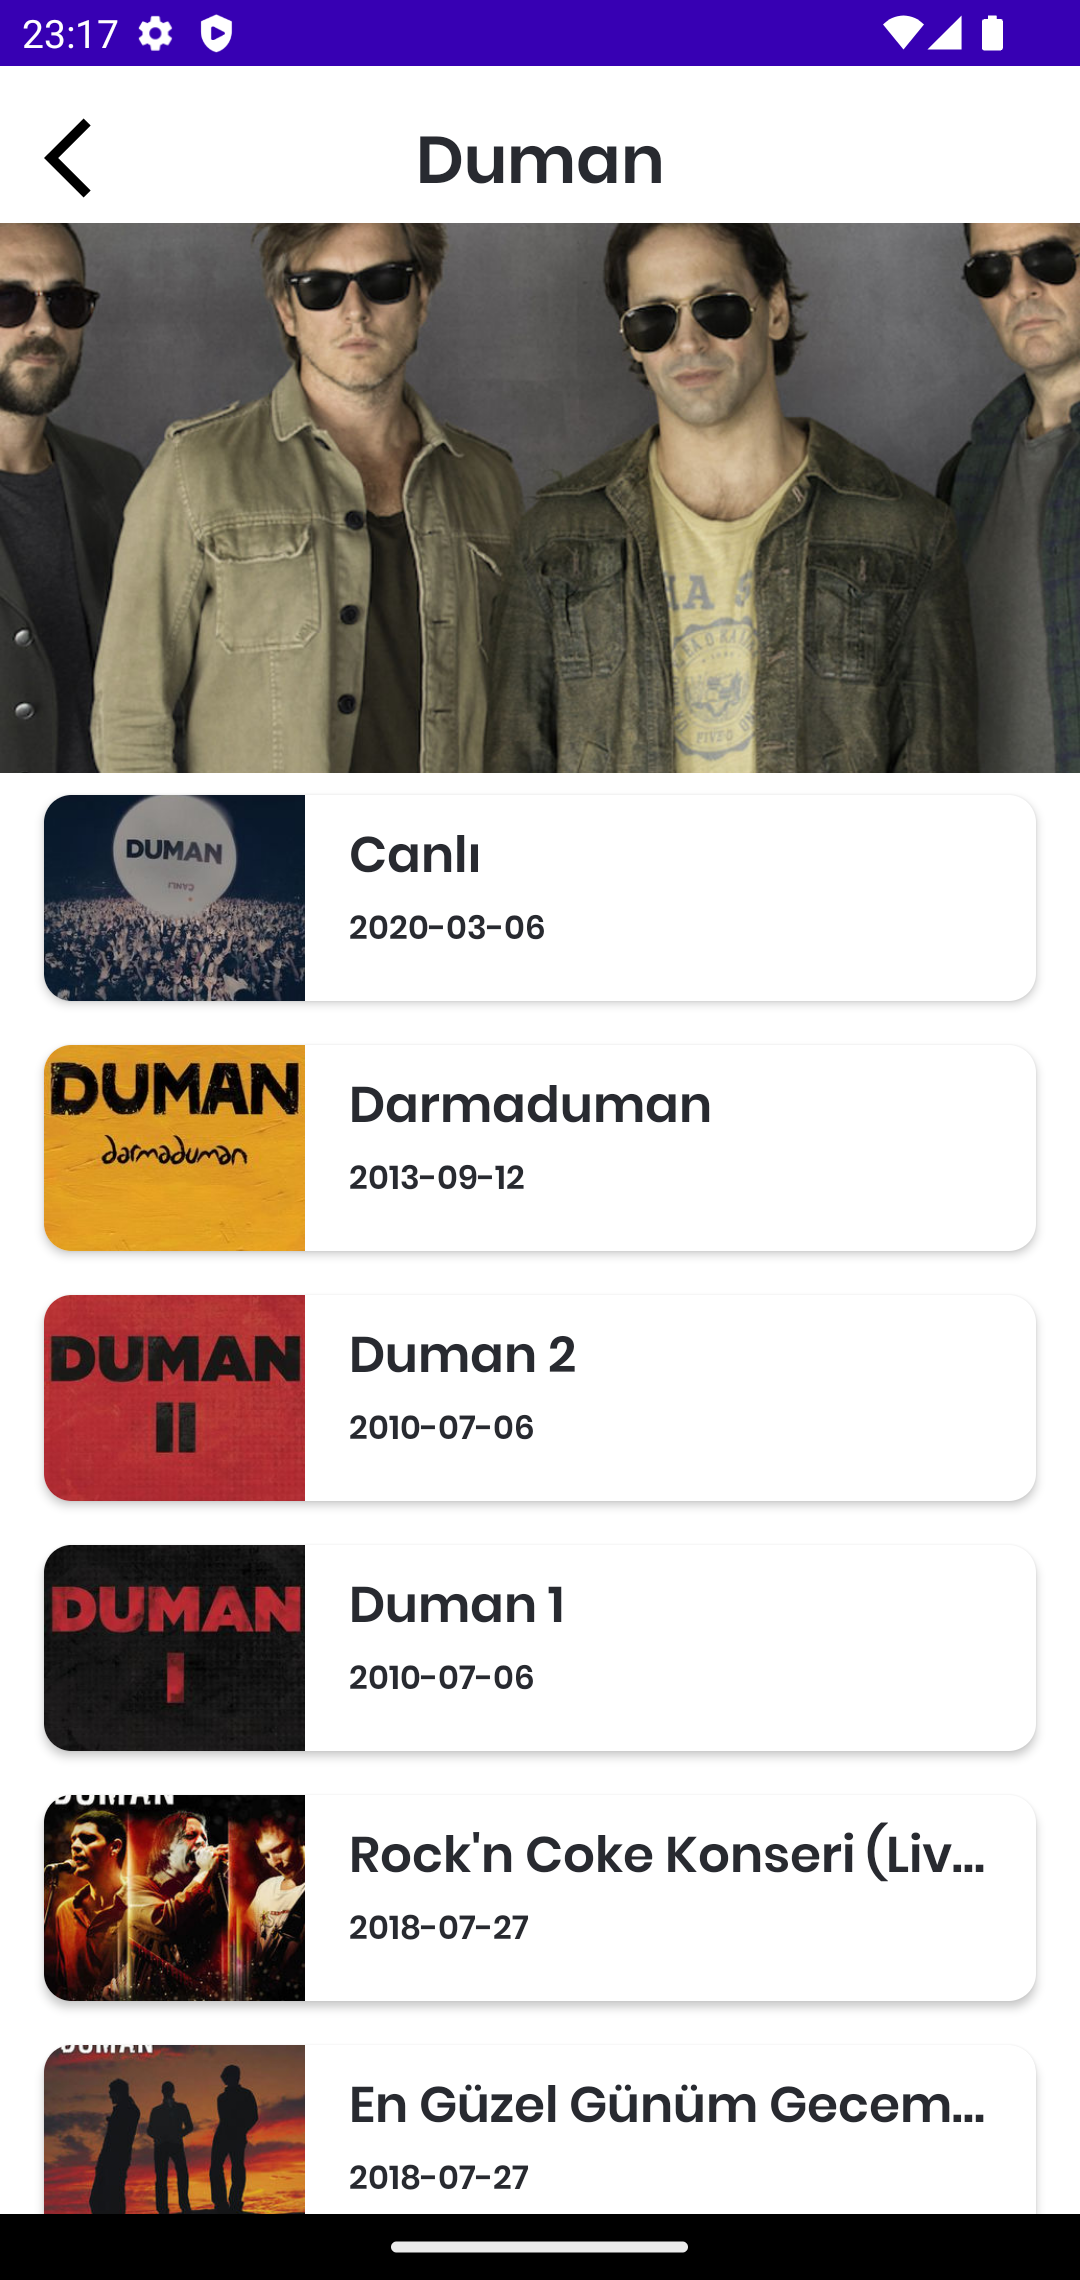 23:17
Duman
HA S
FIVEO
DUMAN
CANLI
Canlı
2020-03-06
DUMAN
darmaduman
Darmaduman
2013-09-12
DUMAN
II
Duman 2
2010-07-06
DUMAN
I
Duman 1
2010-07-06
DUMAN
Rock'n Coke Konseri (Liv...
2018-07-27
DUMAN
En Güzel Günüm Gecem...
2018-07-27